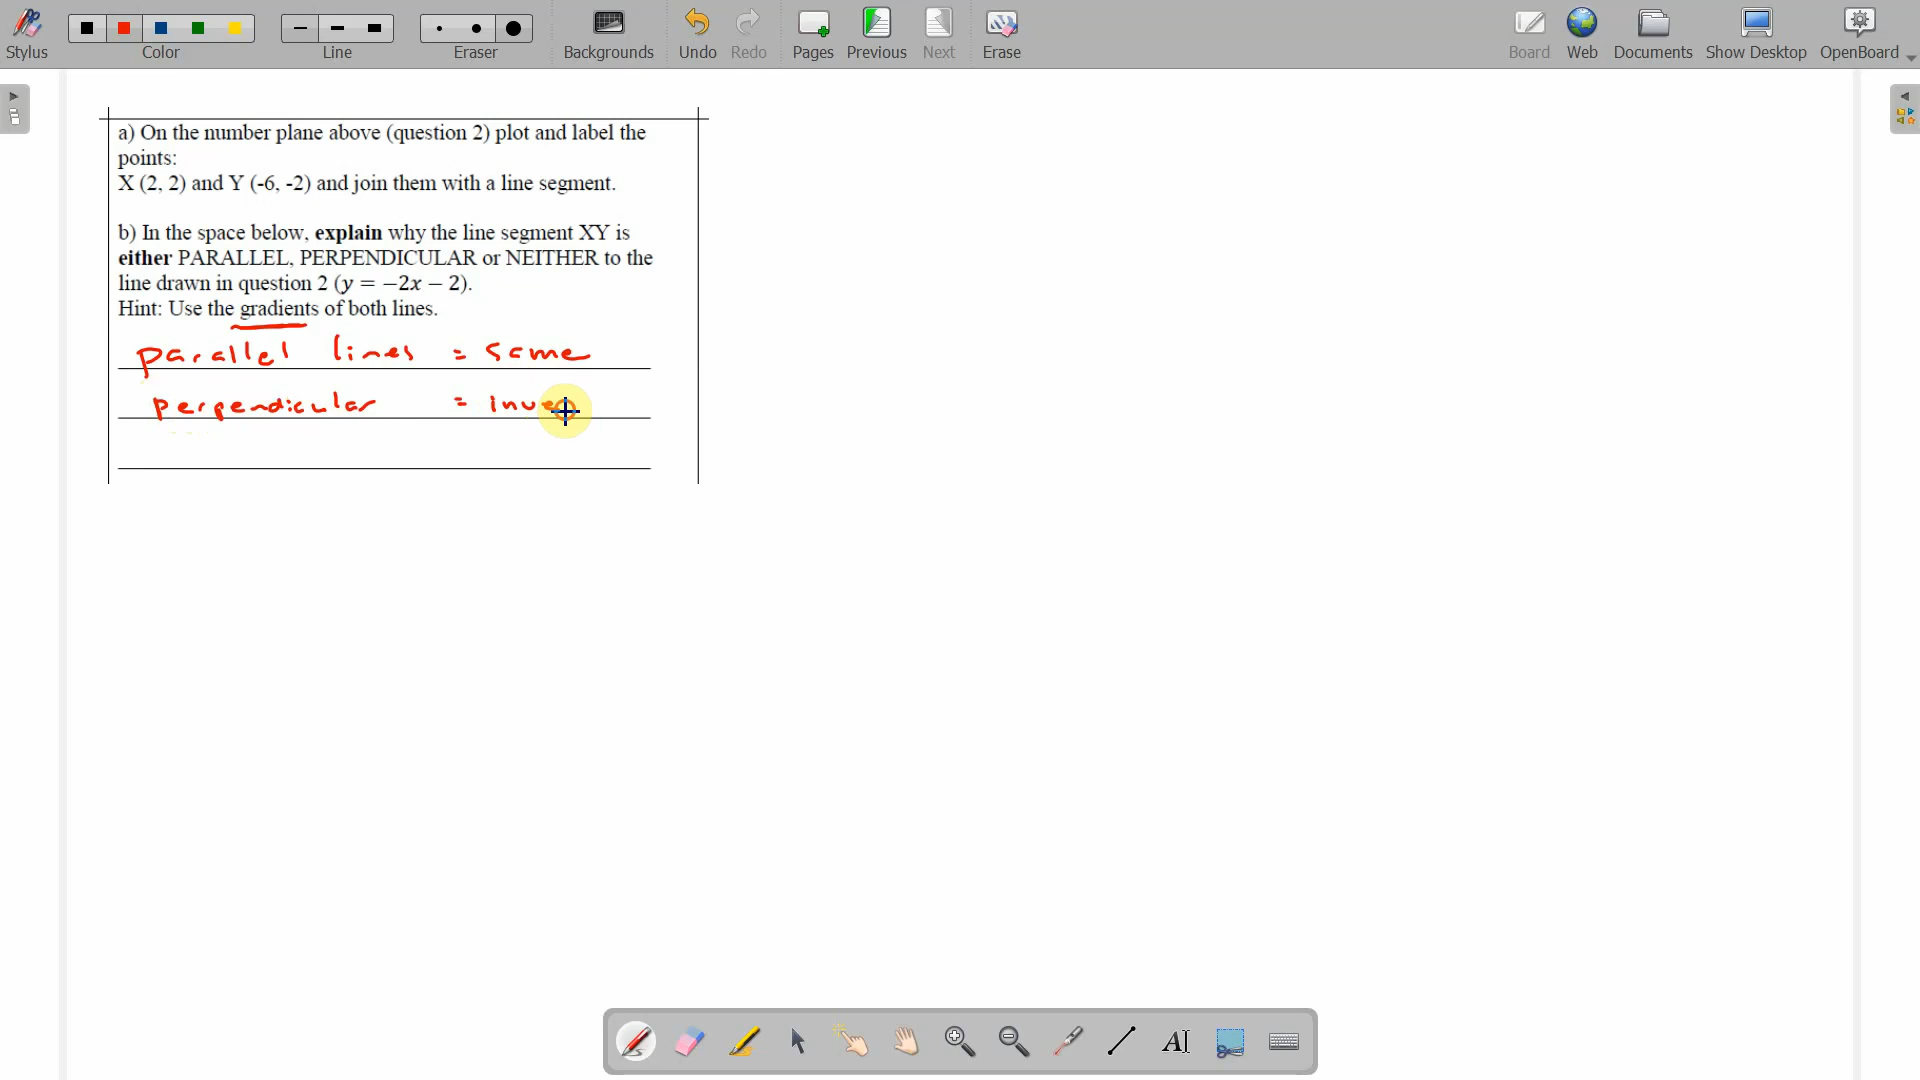 Stylus
Color
Line
Eraser
Backgrounds
Undo
Redo
Pages
Previous
Next
Erase
Board
Web
Documents
Show Desktop
OpenBoard
a) On the number plane above (question 2) plot and label the
points:
X (2, 2) and Y (-6, -2) and join them with a line segment.
b) In the space below, explain why the line segment XY is
either PARALLEL, PERPENDICULAR or NEITHER to the
line drawn in question 2 (y = −2x − 2).
Hint: Use the gradients of both lines.
parallel lines = same
perpendicular = inve
AI